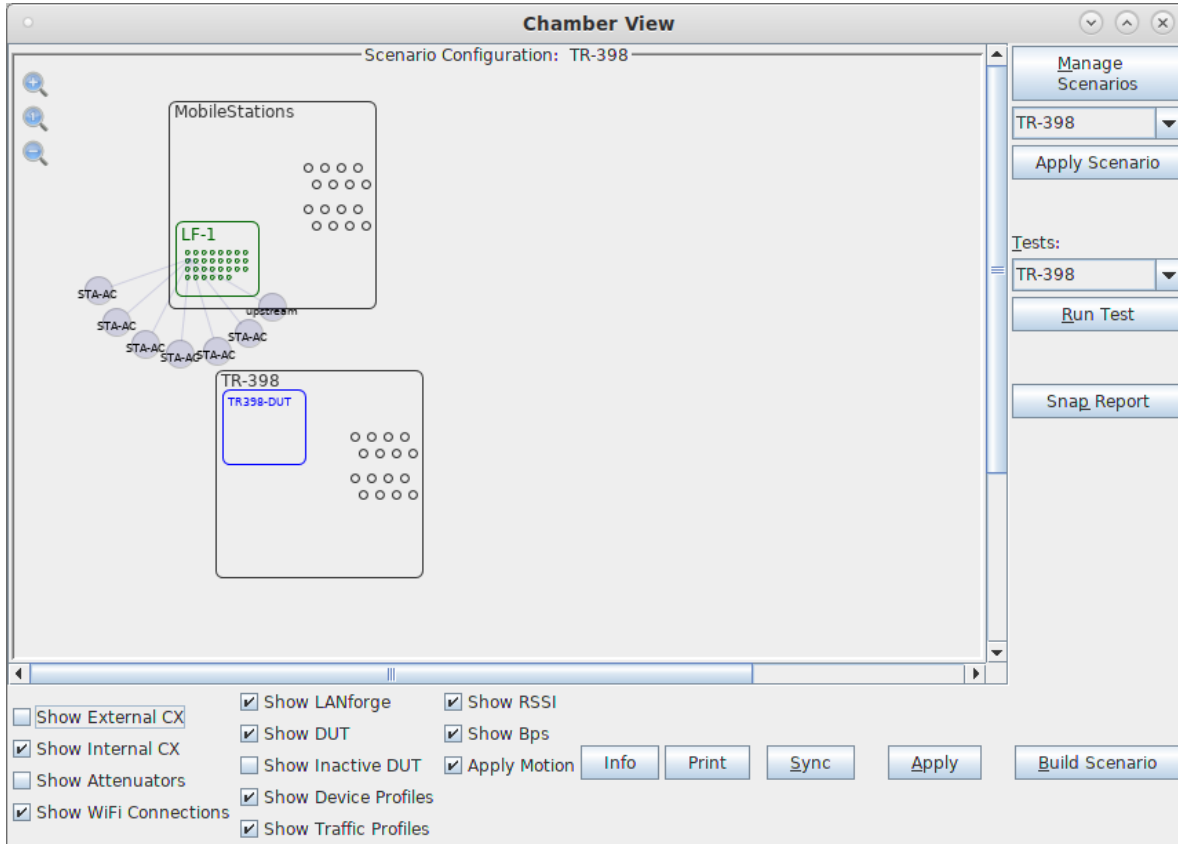 Chamber View
Scenario Configuration: TR-398
MobileStations
LF-1
STA-AC
upstream
STA-AC
STA-AC
STA-AC
STA-AC
STA-AC
TR-398
TR398-DUT
Manage
Scenarios
TR-398
Apply Scenario
Tests:
TR-398
Run Test
Snap Report
Show External CX
Show Internal CX
Show Attenuators
Show WiFi Connections
Show LANforge
Show DUT
Show Inactive DUT
Show Device Profiles
Show Traffic Profiles
Show RSSI
Show Bps
Apply Motion
Info
Print
Sync
Apply
Build Scenario